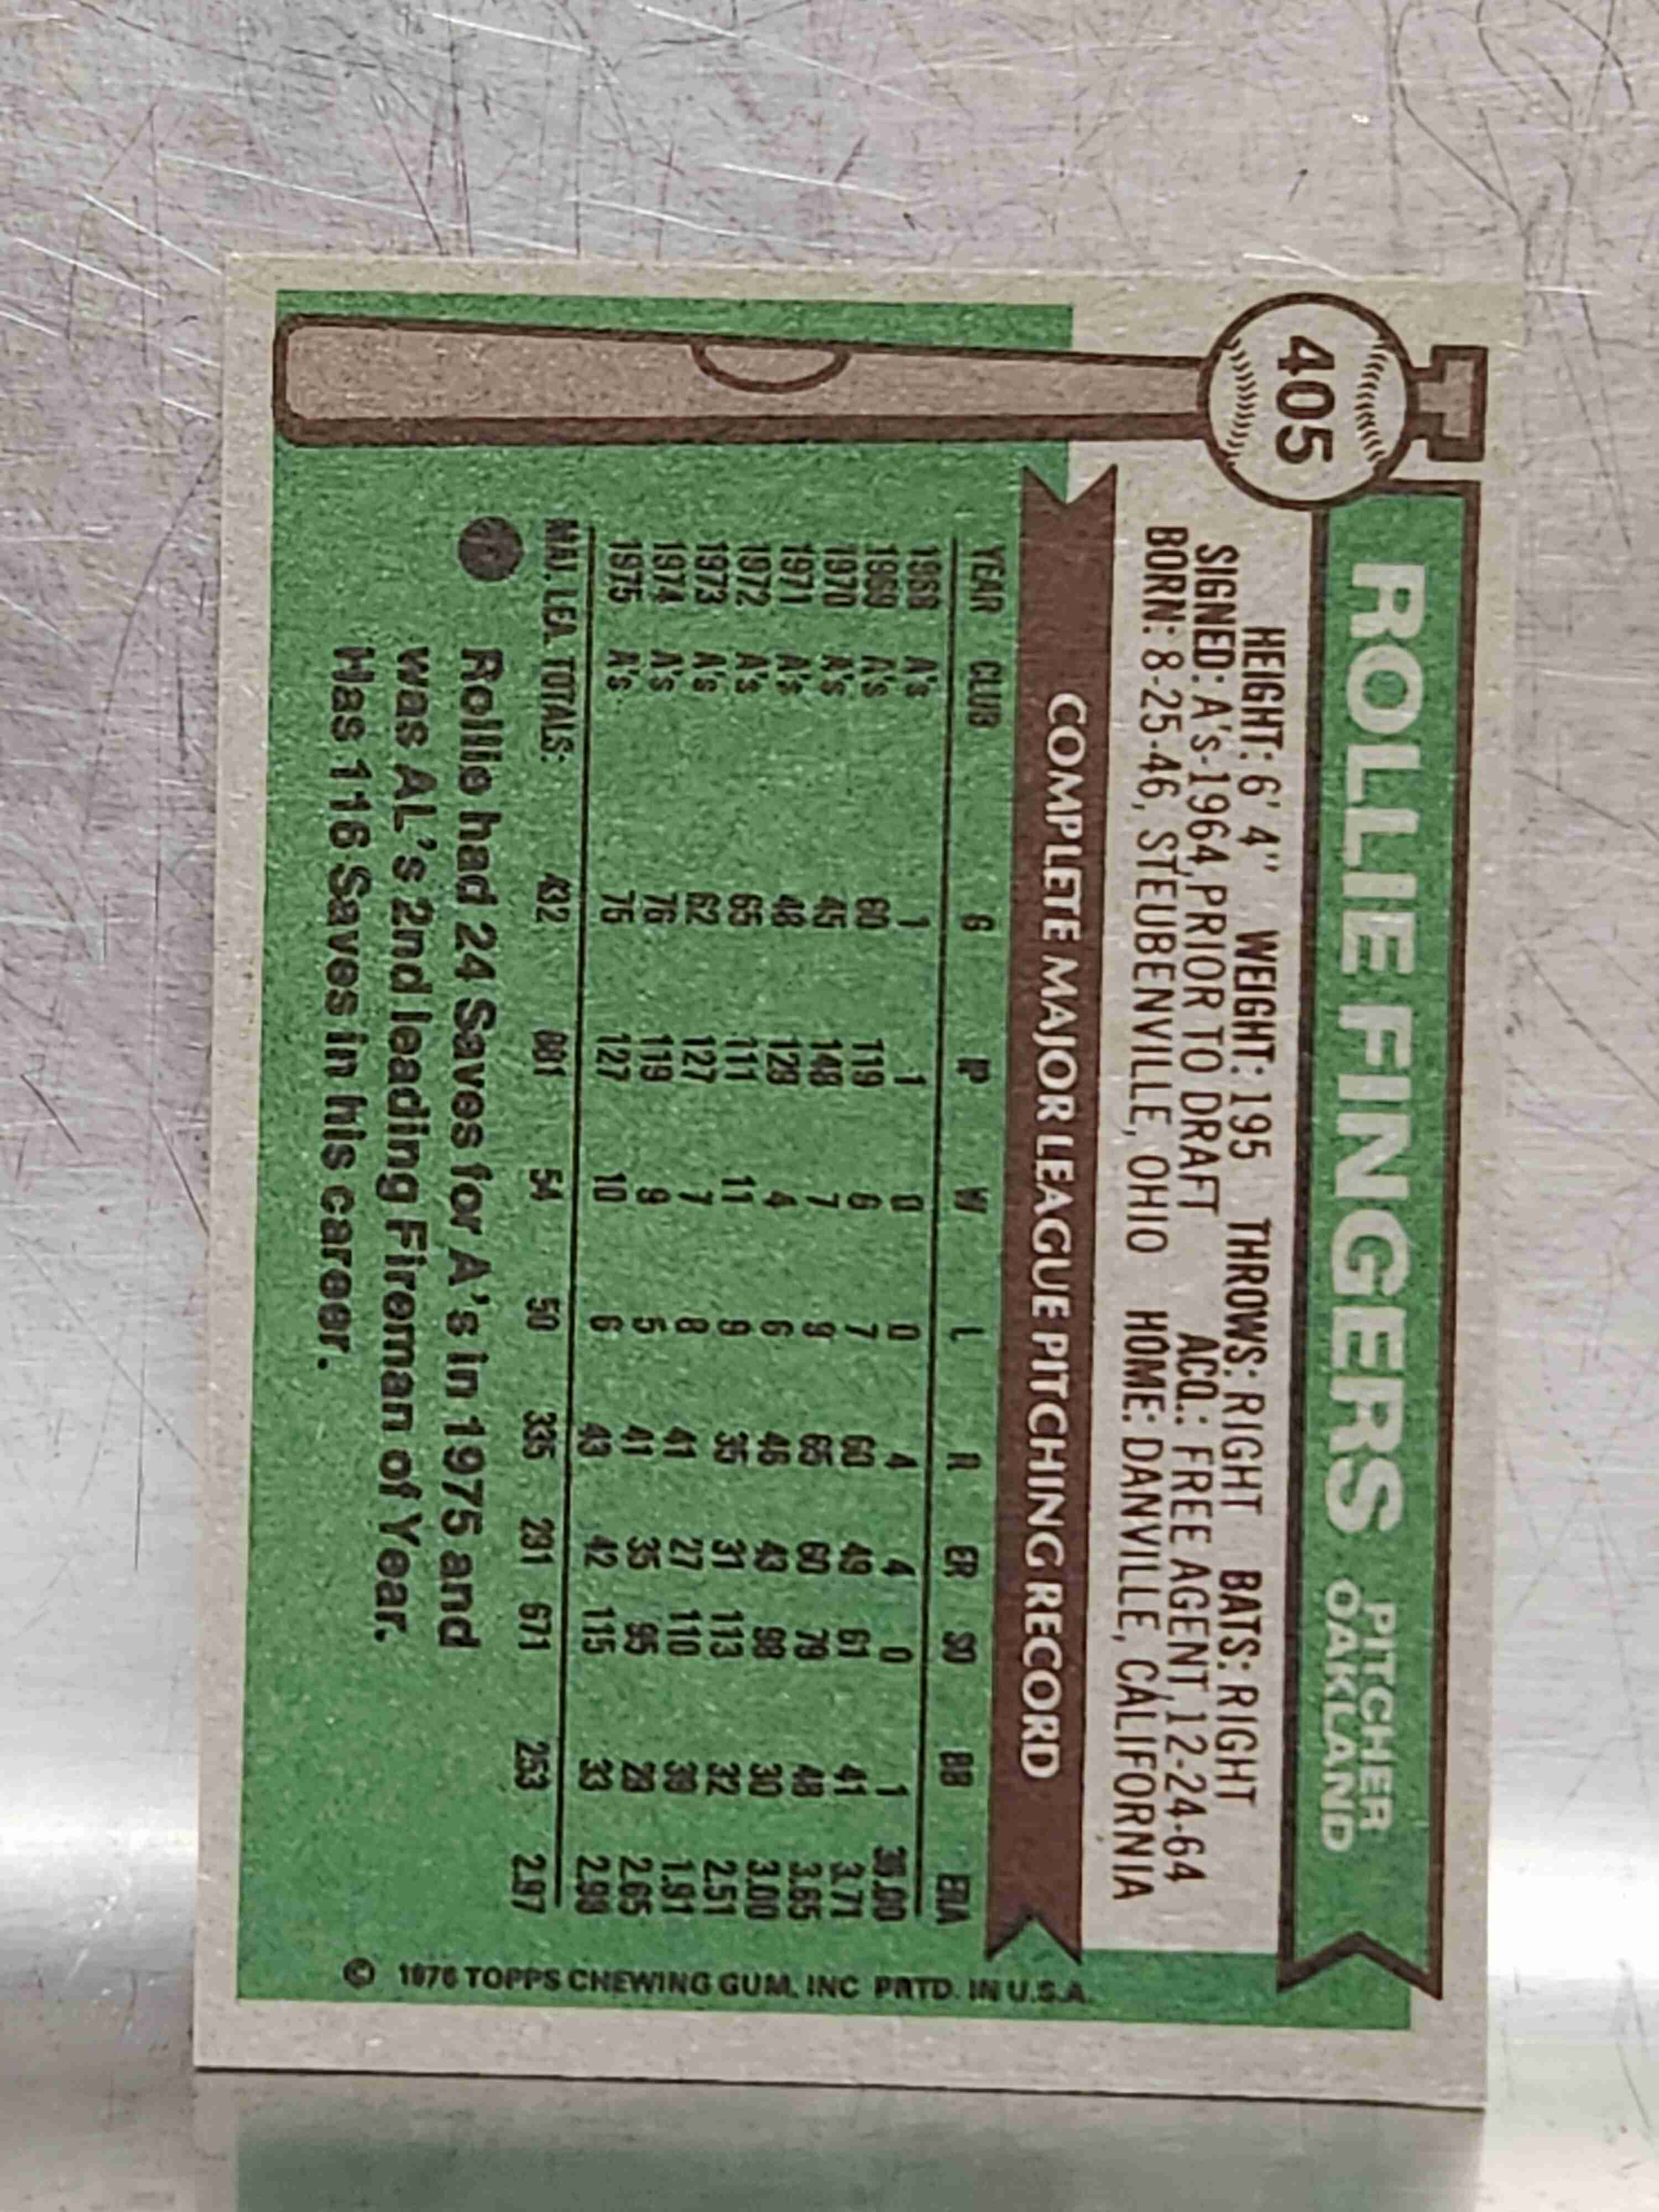 405
ROLLIE FINGERS PITCHER OAKLAND
HEIGHT: 6' 4" WEIGHT: 195 THROWS: RIGHT BATS: RIGHT
SIGNED: A's-1964, PRIOR TO DRAFT ACQ.: FREE AGENT, 12-24-64
BORN: 8-25-46, STEUBENVILLE, OHIO HOME: DANVILLE, CALIFORNIA
COMPLETE MAJOR LEAGUE PITCHING RECORD
YEAR CLUB G IP W L R ER SO BB ERA
1968 A's 1 1 0 0 4 4 0 1 36.00
1969 A's 60 119 6 7 60 49 61 41 3.71
1970 A's 45 148 7 9 65 60 79 48 3.65
1971 A's 48 129 4 6 46 43 98 30 3.00
1972 A's 65 111 11 9 35 31 113 32 2.51
1973 A's 62 127 7 8 41 27 110 39 1.91
1974 A's 76 119 9 5 41 35 95 29 2.65
1975 A's 75 127 10 6 43 42 115 33 2.98
MAJ. LEA. TOTALS: 432 881 54 50 335 291 671 253 2.97
Rollie had 24 Saves for A's in 1975 and
was AL's 2nd leading Fireman of Year.
Has 116 Saves in his career.
© 1976 TOPPS CHEWING GUM, INC PRTD. IN U.S.A.